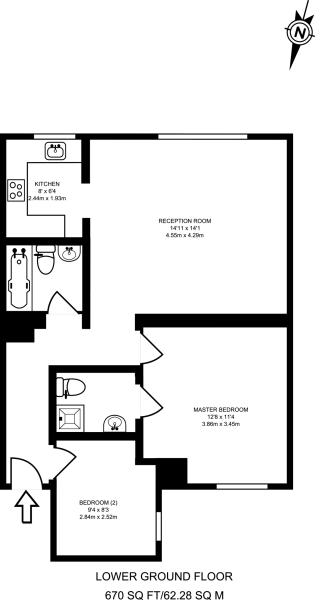 N
KITCHEN
8' x 6'4
2.44m x 1.93m
RECEPTION ROOM
14'11 x 14'1
4.55m x 4.29m
MASTER BEDROOM
12'8 x 11'4
3.86m x 3.45m
BEDROOM (2)
9'4 x 8'3
2.84m x 2.52m
LOWER GROUND FLOOR
670 SQ FT/62.28 SQ M